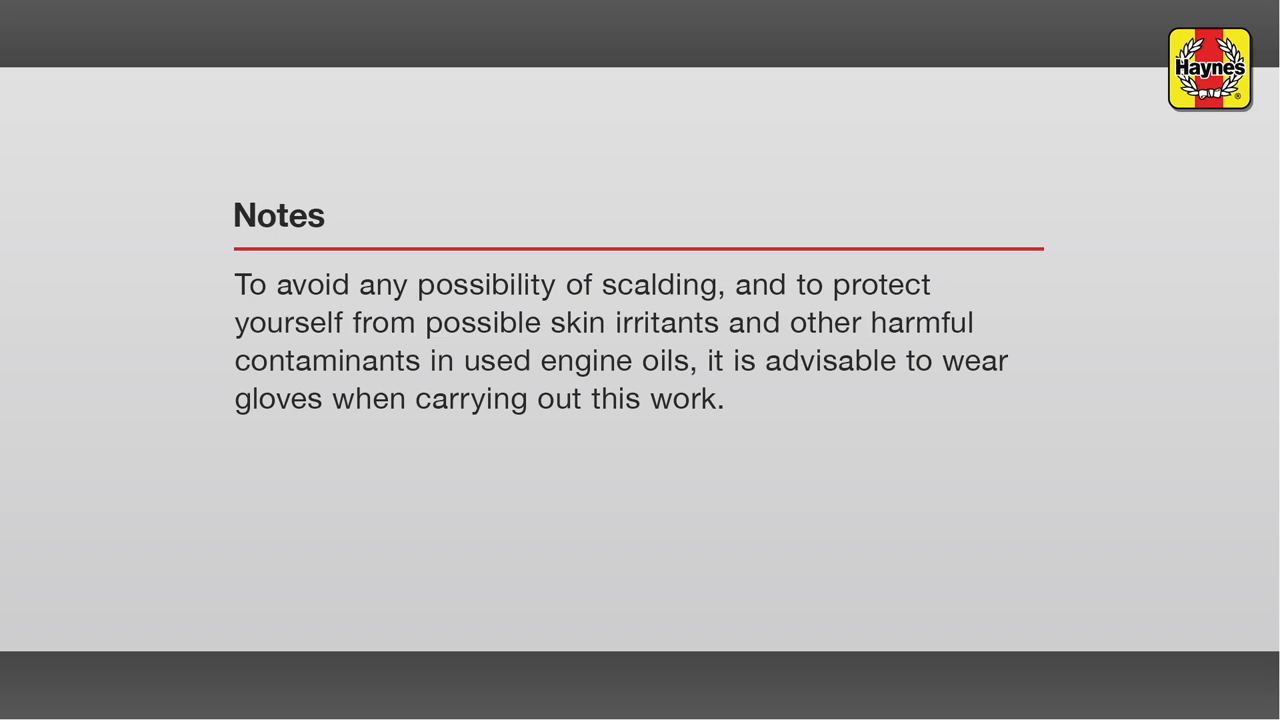 Haynes
Notes
To avoid any possibility of scalding, and to protect
yourself from possible skin irritants and other harmful
contaminants in used engine oils, it is advisable to wear
gloves when carrying out this work.